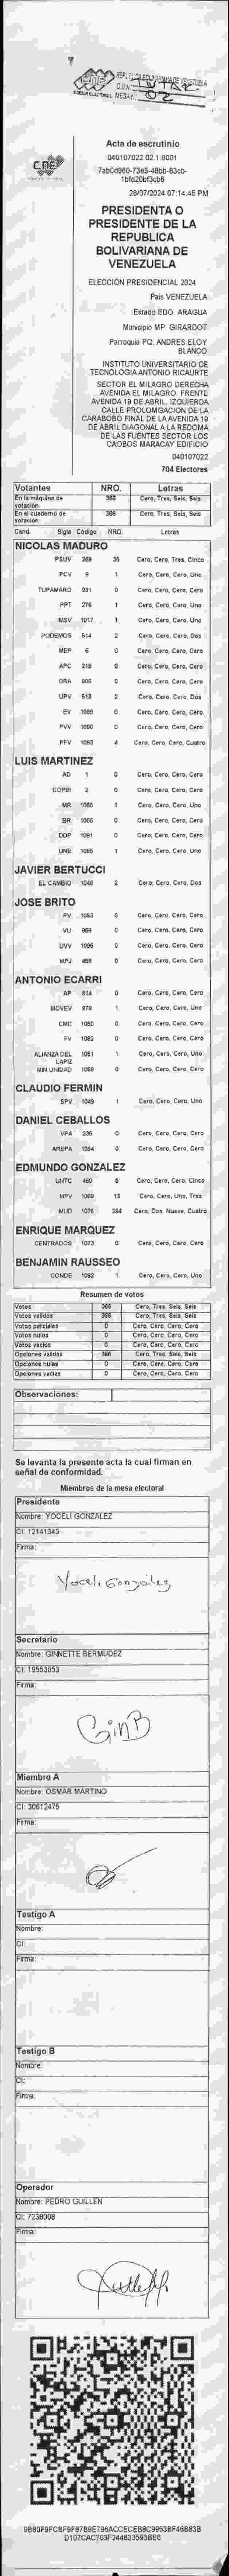 CNE
REPÚBLICA BOLIVARIANA DE VENEZUELA
MESA Nº 02
CNE
Acta de escrutinio
040107022.02.1.0001
28/07/2024 07:14:45 PM
PRESIDENTA O
PRESIDENTE DE LA
REPUBLICA
BOLIVARIANA DE
VENEZUELA
ELECCIÓN PRESIDENCIAL 2024
País VENEZUELA
Estado EDO. ARAGUA
Municipio MP. GIRARDOT
Parroquia PQ. ANDRES ELOY
BLANCO
INSTITUTO UNIVERSITARIO DE
TECNOLOGIA ANTONIO RICAURTE
SECTOR EL MILAGRO DERECHA
AVENIDA EL MILAGRO. FRENTE
AVENIDA 19 DE ABRIL. IZQUIERDA
CALLE PROLOMGACION DE LA
CARABOBO FINAL DE LA AVENIDA 19
DE ABRIL DIAGONAL A LA REDOMA
DE LAS FUENTES SECTOR LOS
CAOBOS MARACAY EDIFICIO
040107022
704 Electores
Votantes NRO. Letras
En la máquina de votación 366 Cero, Tres, Seis, Seis
En el cuaderno de votación 366 Cero, Tres, Seis, Seis
Cand. Sigla Código NRO. Letras
NICOLAS MADURO
PSUV 269 35 Cero, Cero, Tres, Cinco
PCV 9 1 Cero, Cero, Cero, Uno
TUPAMARO 931 0 Cero, Cero, Cero, Cero
PPT 276 1 Cero, Cero, Cero, Uno
MSV 1017 1 Cero, Cero, Cero, Uno
PODEMOS 514 2 Cero, Cero, Cero, Dos
MEP 6 0 Cero, Cero, Cero, Cero
APC 219 0 Cero, Cero, Cero, Cero
ORA 906 0 Cero, Cero, Cero, Cero
UPV 613 2 Cero, Cero, Cero, Dos
EV 1089 0 Cero, Cero, Cero, Cero
PVV 1090 0 Cero, Cero, Cero, Cero
PFV 1093 4 Cero, Cero, Cero, Cuatro
LUIS MARTINEZ
AD 1 0 Cero, Cero, Cero, Cero
COPEI 2 0 Cero, Cero, Cero, Cero
MR 1 Cero, Cero, Cero, Uno
BR 1066 0 Cero, Cero, Cero, Cero
DDP 1091 0 Cero, Cero, Cero, Cero
UNE 1095 1 Cero, Cero, Cero, Uno
JAVIER BERTUCCI
EL CAMBIO 1048 2 Cero, Cero, Cero, Dos
JOSE BRITO
PV 1083 0 Cero, Cero, Cero, Cero
VU 968 0 Cero, Cero, Cero, Cero
UVV 1096 0 Cero, Cero, Cero, Cero
MPJ 458 0 Cero, Cero, Cero, Cero
ANTONIO ECARRI
AP 814 0 Cero, Cero, Cero, Cero
MOVEV 979 1 Cero, Cero, Cero, Uno
CMC 1050 0 Cero, Cero, Cero, Cero
FV 1082 0 Cero, Cero, Cero, Cero
ALIANZA DEL LAPIZ 1051 1 Cero, Cero, Cero, Uno
MIN UNIDAD 1069 0 Cero, Cero, Cero, Cero
CLAUDIO FERMIN
SPV 1049 1 Cero, Cero, Cero, Uno
DANIEL CEBALLOS
VPA 236 0 Cero, Cero, Cero, Cero
AREPA 1094 0 Cero, Cero, Cero, Cero
EDMUNDO GONZALEZ
UNTC 460 5 Cero, Cero, Cero, Cinco
MPV 1069 13 Cero, Cero, Uno, Tres
MUD 1076 294 Cero, Dos, Nueve, Cuatro
ENRIQUE MARQUEZ
CENTRADOS 1073 0 Cero, Cero, Cero, Cero
BENJAMIN RAUSSEO
CONDE 1092 1 Cero, Cero, Cero, Uno
Resumen de votos
Votos 366 Cero, Tres, Seis, Seis
Votos validos 366 Cero, Tres, Seis, Seis
Votos parciales 0 Cero, Cero, Cero, Cero
Votos nulos 0 Cero, Cero, Cero, Cero
Votos vacios 0 Cero, Cero, Cero, Cero
Opciones validas 366 Cero, Tres, Seis, Seis
Opciones nulas 0 Cero, Cero, Cero, Cero
Opciones vacias 0 Cero, Cero, Cero, Cero
Observaciones:
Se levanta la presente acta la cual firman en
señal de conformidad.
Miembros de la mesa electoral
Presidente
Nombre: YOCELI GONZALEZ
CI: 12141343
Firma:
Yoceli González
Secretario
Nombre: GINNETTE BERMUDEZ
CI: 19553053
Firma:
GinB
Miembro A
Nombre: OSMAR MARTINO
CI: 30612475
Firma:
Testigo A
Nombre:
CI:
Firma:
Testigo B
Nombre:
CI:
Firma:
Operador
Nombre: PEDRO GUILLEN
CI: 7238008
Firma: